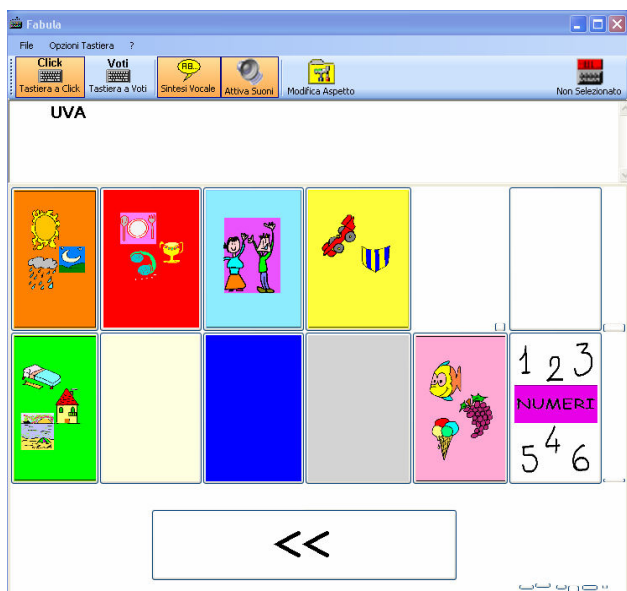 Fabula
File Opzioni Tastiera ?
Click Voti AB..
Tastiera a Click Tastiera a Voti Sintesi Vocale Attiva Suoni Modifica Aspetto Non Selezionato
UVA
1 2 3
NUMERI
5 4 6
<<